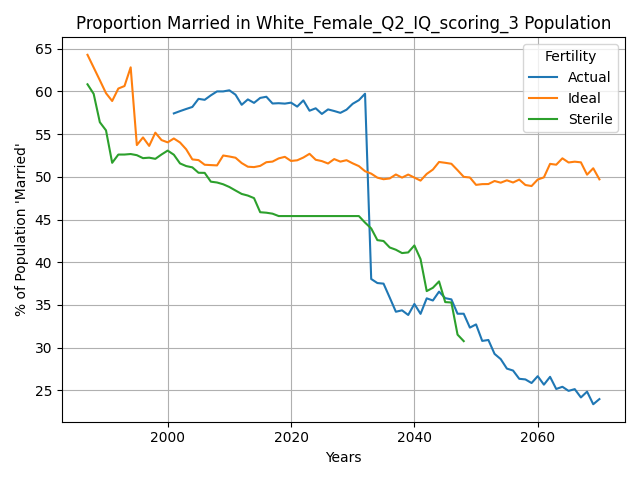 Proportion Married in White_Female_Q2_IQ_scoring_3 Population
% of Population 'Married'
65
60
55
50
45
40
35
30
25
Fertility
Actual
Ideal
Sterile
2000 2020 2040 2060
Years